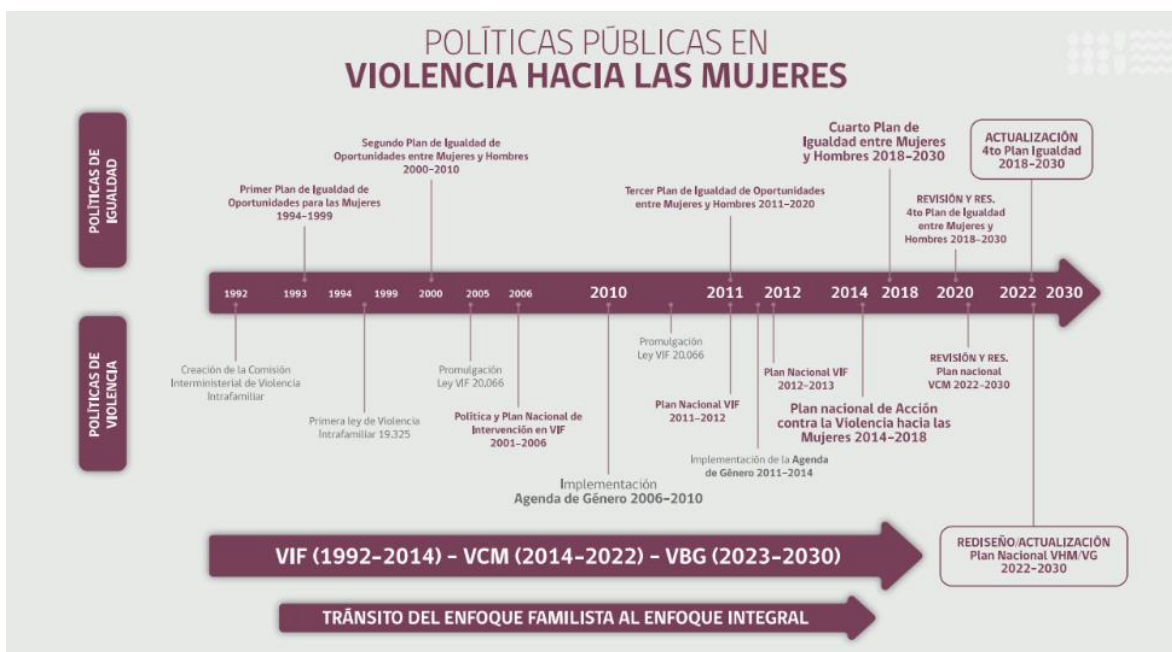 POLÍTICAS PÚBLICAS EN
VIOLENCIA HACIA LAS MUJERES
POLÍTICAS DE
IGUALDAD
Primer Plan de Igualdad de
Oportunidades para las Mujeres
1994-1999
Segundo Plan de Igualdad de
Oportunidades entre Mujeres y Hombres
2000-2010
Tercer Plan de Igualdad de Oportunidades
entre Mujeres y Hombres 2011-2020
Cuarto Plan de
Igualdad entre Mujeres
y Hombres 2018-2030
REVISIÓN Y RES.
4to Plan de Igualdad
entre Mujeres y
Hombres 2018-2030
ACTUALIZACIÓN
4to Plan Igualdad
2018-2030
1992 1993 1994 1999 2000 2005 2006 2010 2011 2012 2014 2018 2020 2022 2030
POLÍTICAS DE
VIOLENCIA
Creación de la Comisión
Interministerial de Violencia
Intrafamiliar
Primera ley de Violencia
Intrafamiliar 19.325
Promulgación
Ley VIF 20.066
Política y Plan Nacional de
Intervención en VIF
2001-2006
Implementación
Agenda de Género 2006-2010
Promulgación
Ley VIF 20.066
Plan Nacional VIF
2011-2012
Implementación de la Agenda
de Género 2011-2014
Plan Nacional VIF
2012-2013
Plan nacional de Acción
contra la Violencia hacia las
Mujeres 2014-2018
REVISIÓN Y RES.
Plan nacional
VCM 2022-2030
REDISEÑO/ACTUALIZACIÓN
Plan Nacional VHM/VG
2022-2030
VIF (1992-2014) - VCM (2014-2022) - VBG (2023-2030)
TRÁNSITO DEL ENFOQUE FAMILISTA AL ENFOQUE INTEGRAL